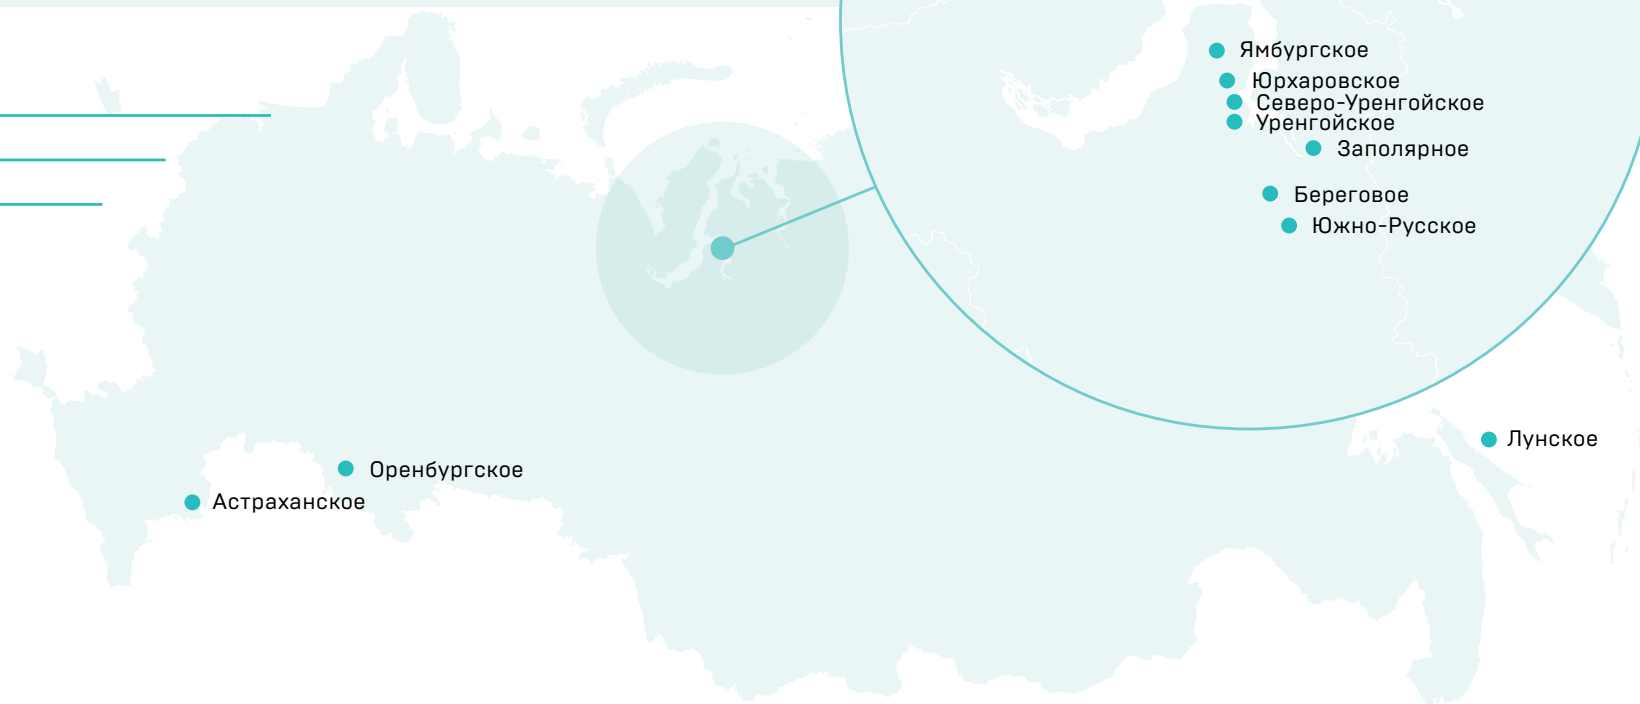 Ямбургское
Юрхаровское
Северо-Уренгойское
Уренгойское
Заполярное
Береговое
Южно-Русское
Лунское
Оренбургское
Астраханское